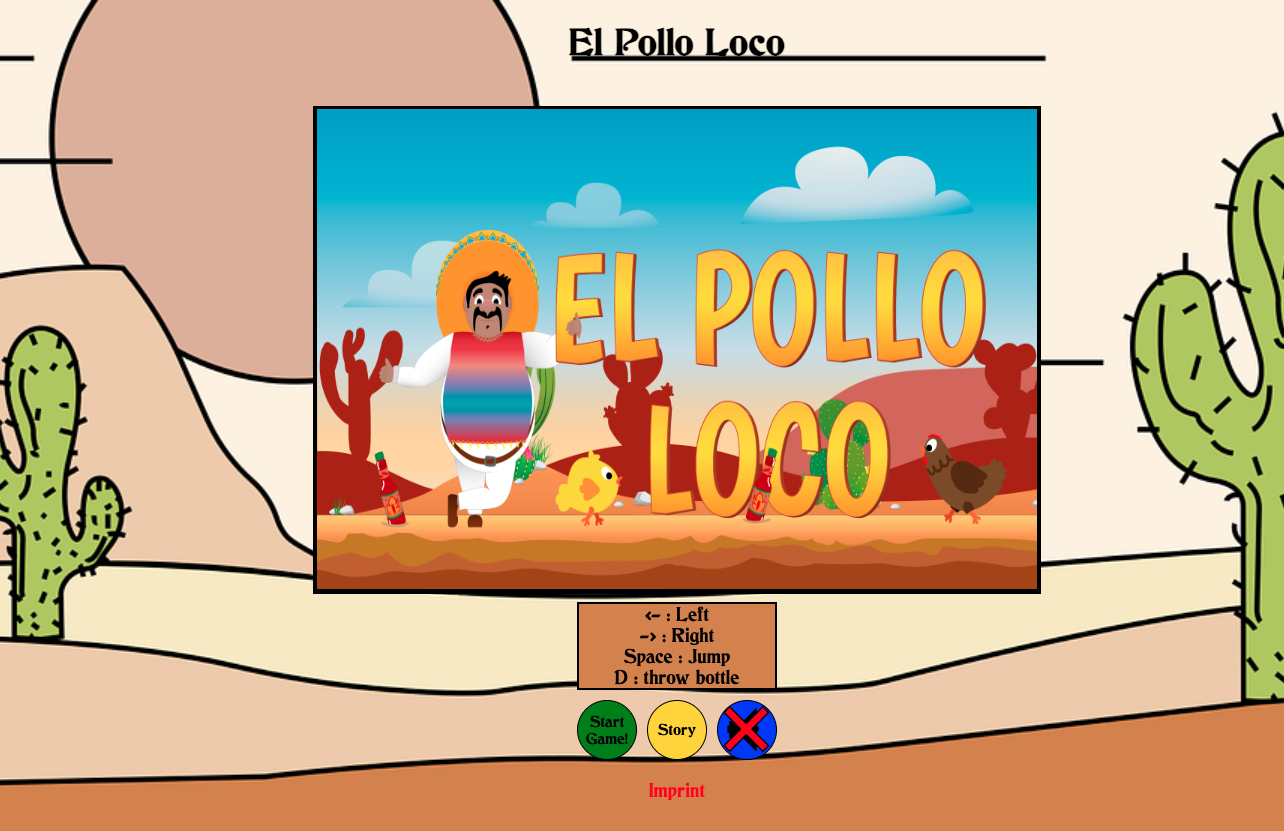 El Pollo Loco
EL POLLO
LOCO
<- : Left
-> : Right
Space : Jump
D : throw bottle
Start
Game!
Story
Imprint